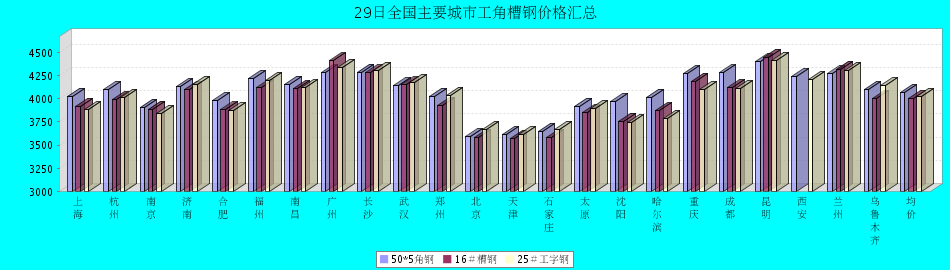 29日全国主要城市工角槽钢价格汇总
4500
4250
4000
3750
3500
3250
3000
上海
杭州
南京
济南
合肥
福州
南昌
广州
长沙
武汉
郑州
北京
天津
石家庄
太原
沈阳
哈尔滨
重庆
成都
昆明
西安
兰州
乌鲁木齐
均价
50*5角钢 16#槽钢 25#工字钢